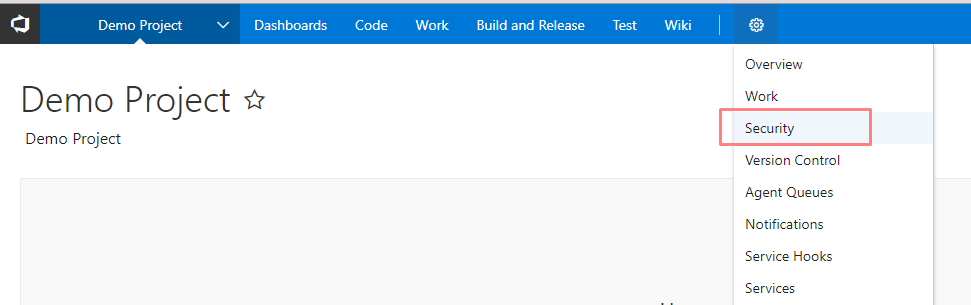 Demo Project Dashboards Code Work Build and Release Test Wiki
Overview
Demo Project
Work
Demo Project
Security
Version Control
Agent Queues
Notifications
Service Hooks
Services